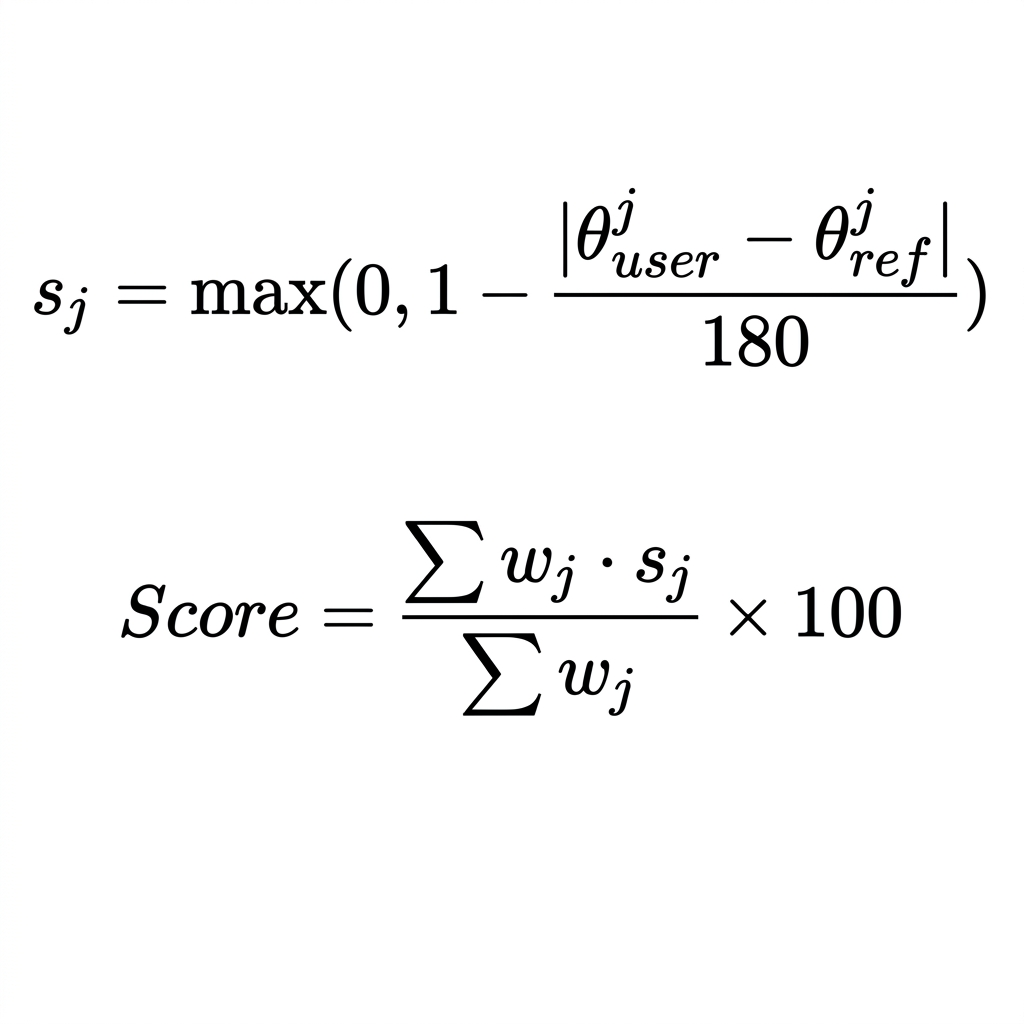 s_j = max(0, 1 − |θ^j_user − θ^j_ref| / 180)
Score = ∑ w_j · s_j / ∑ w_j × 100